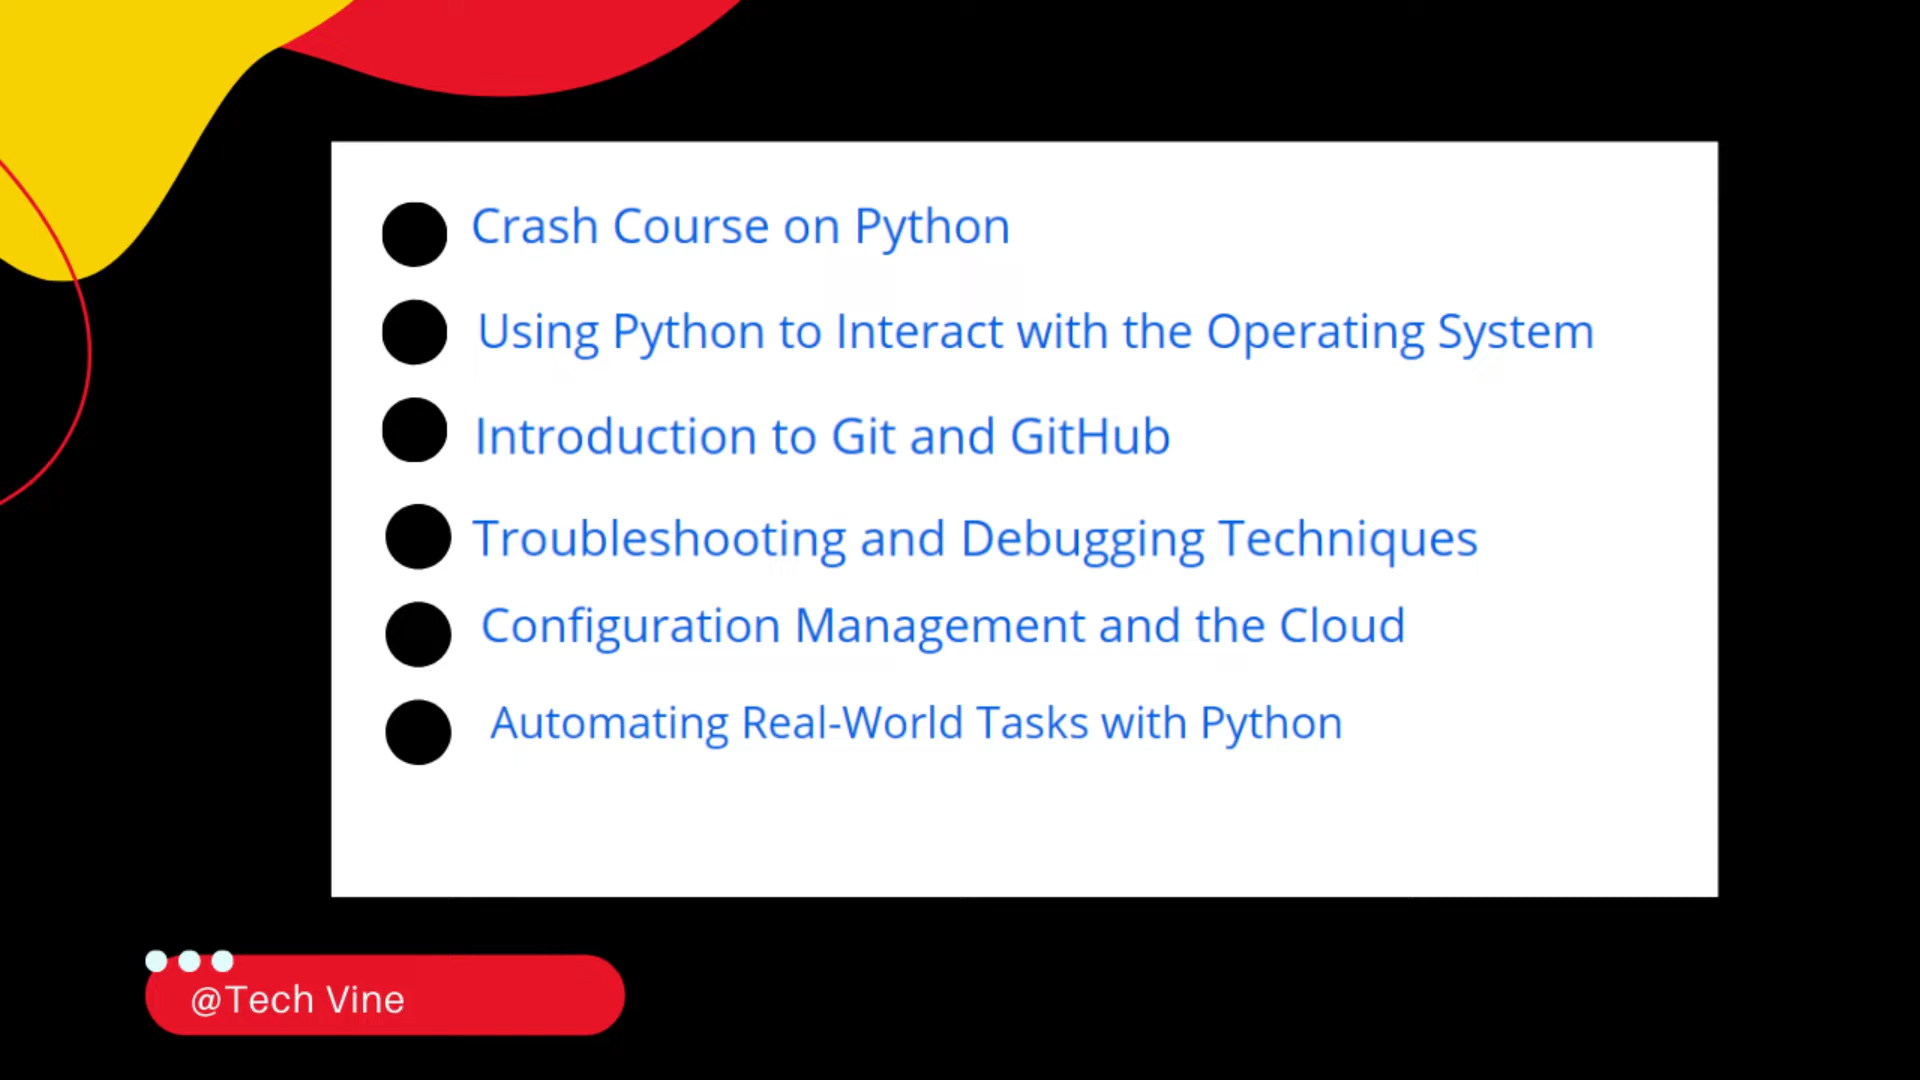 Crash Course on Python
Using Python to Interact with the Operating System
Introduction to Git and GitHub
Troubleshooting and Debugging Techniques
Configuration Management and the Cloud
Automating Real-World Tasks with Python
@Tech Vine